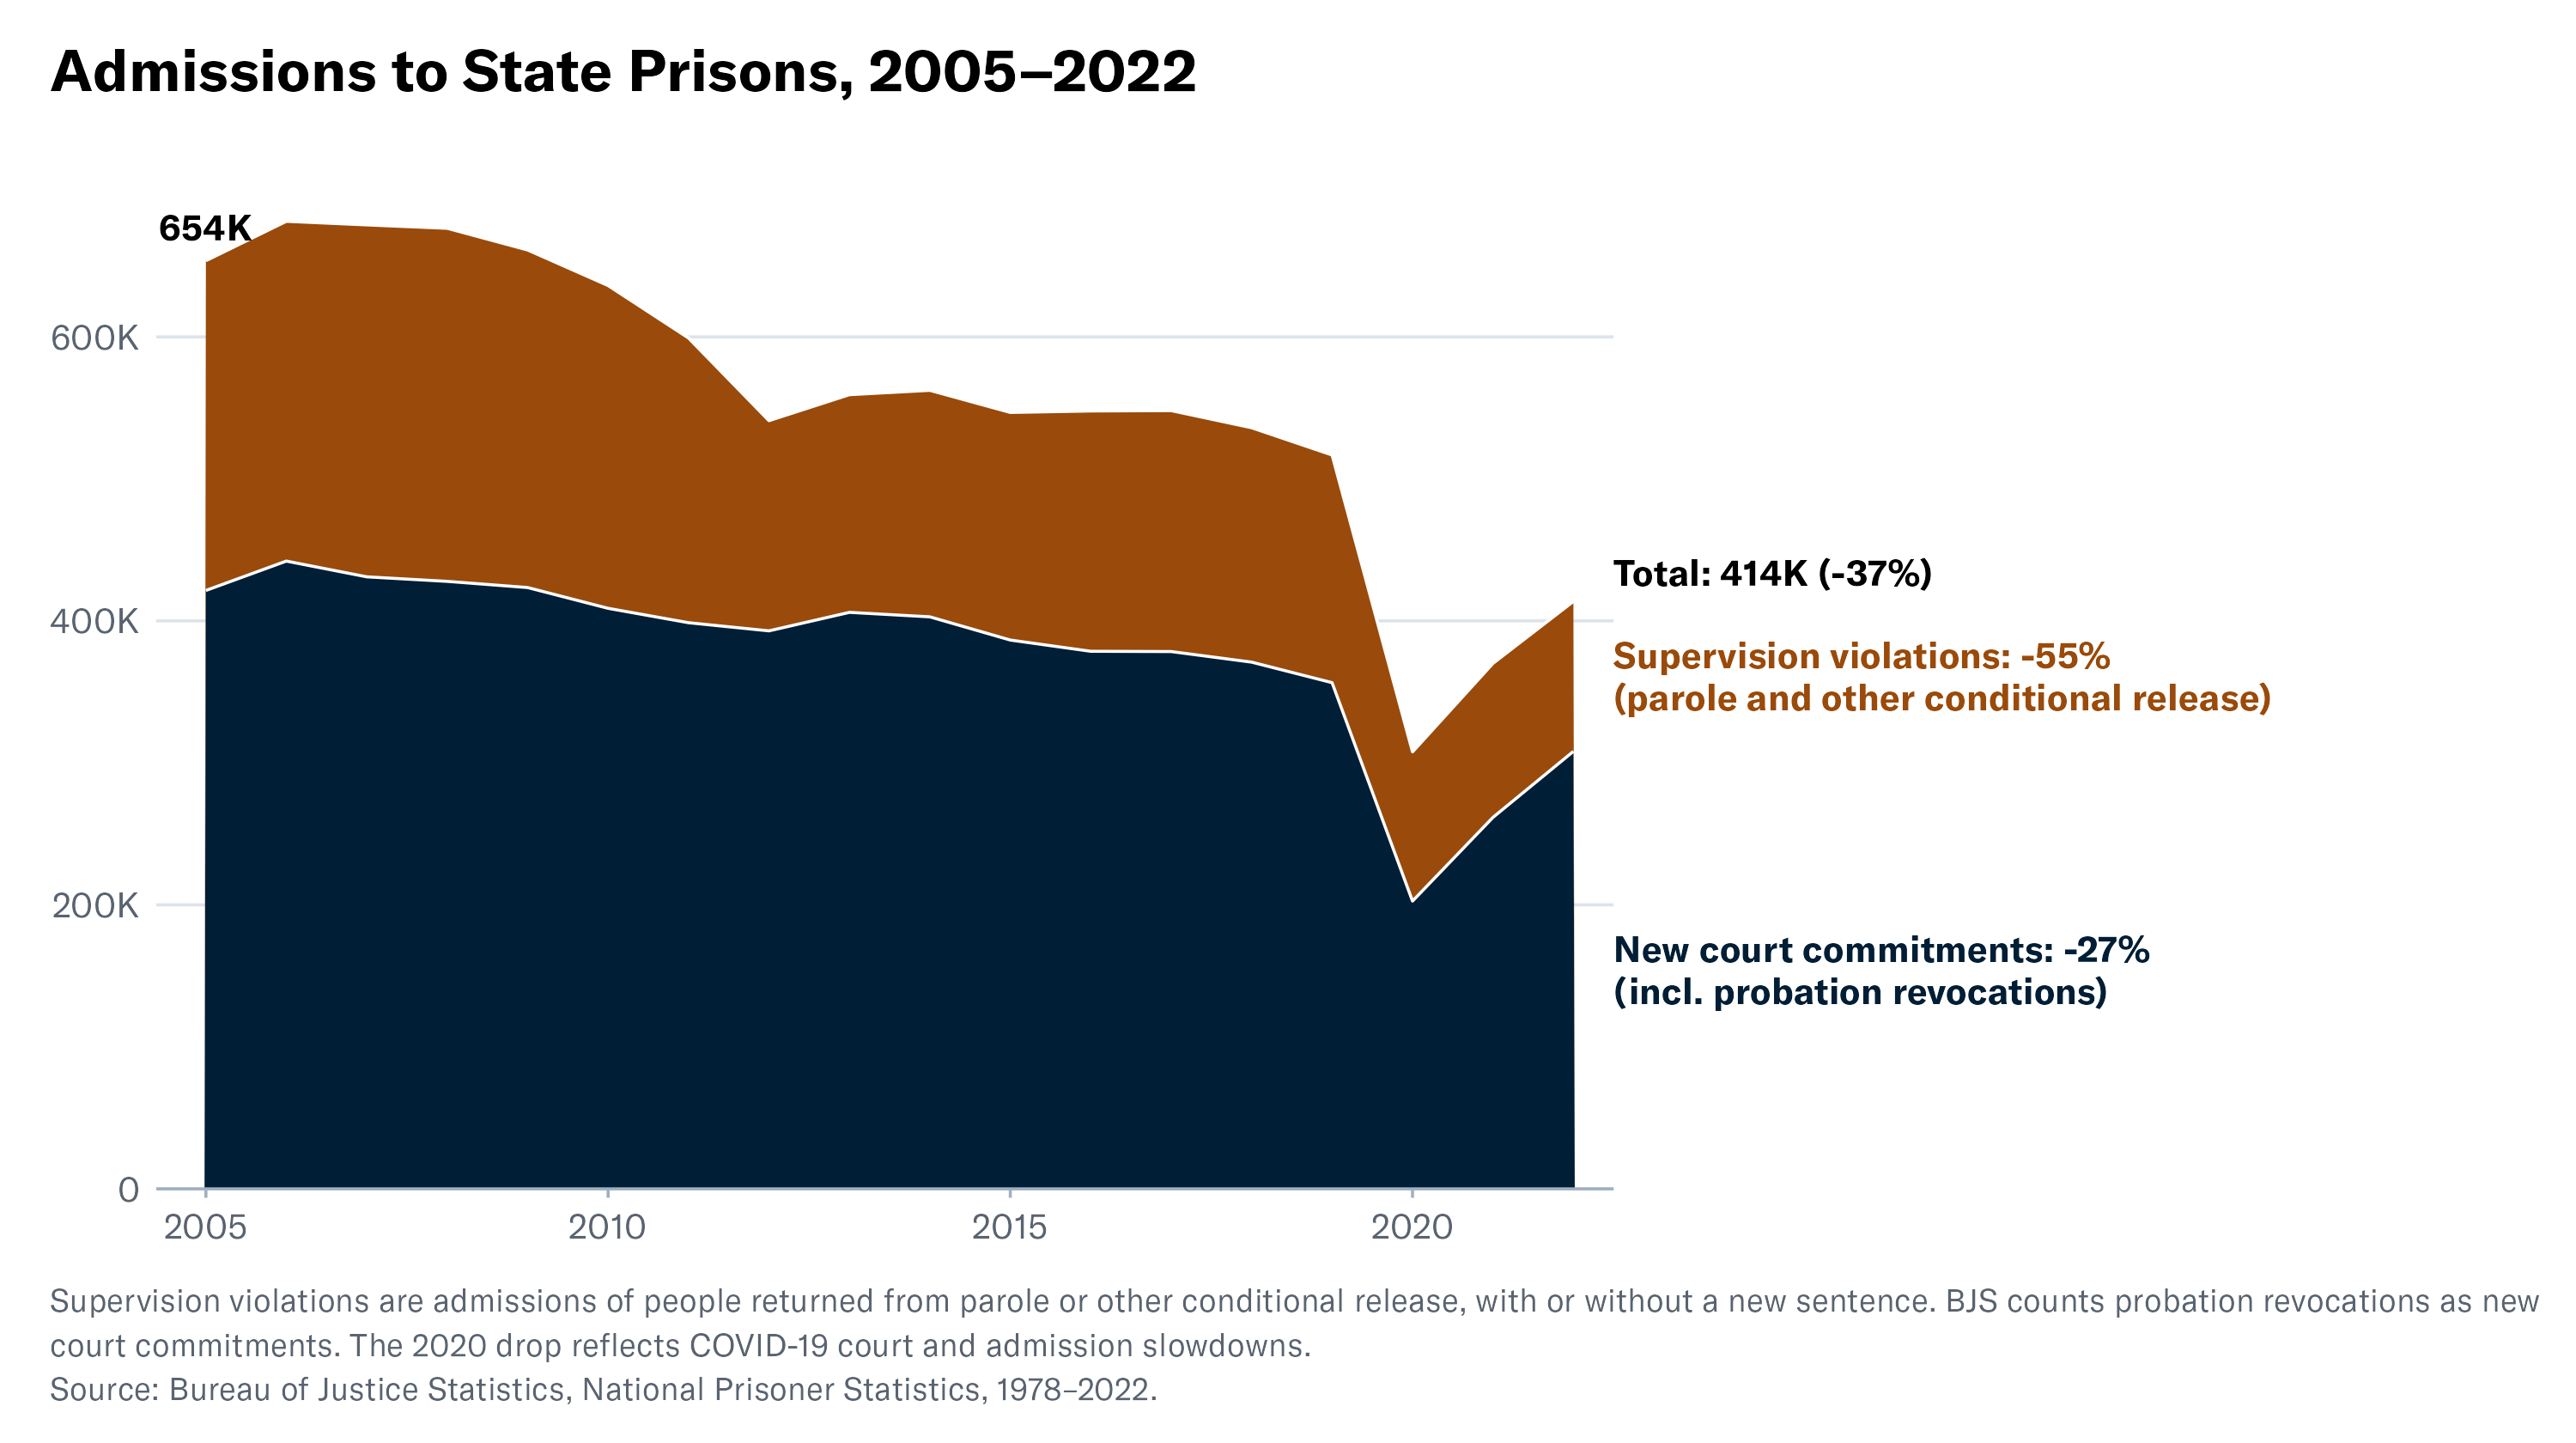 Admissions to State Prisons, 2005–2022
654K
600K
400K
200K
0
2005
2010
2015
2020
Total: 414K (-37%)
Supervision violations: -55%
(parole and other conditional release)
New court commitments: -27%
(incl. probation revocations)
Supervision violations are admissions of people returned from parole or other conditional release, with or without a new sentence. BJS counts probation revocations as new
court commitments. The 2020 drop reflects COVID-19 court and admission slowdowns.
Source: Bureau of Justice Statistics, National Prisoner Statistics, 1978–2022.